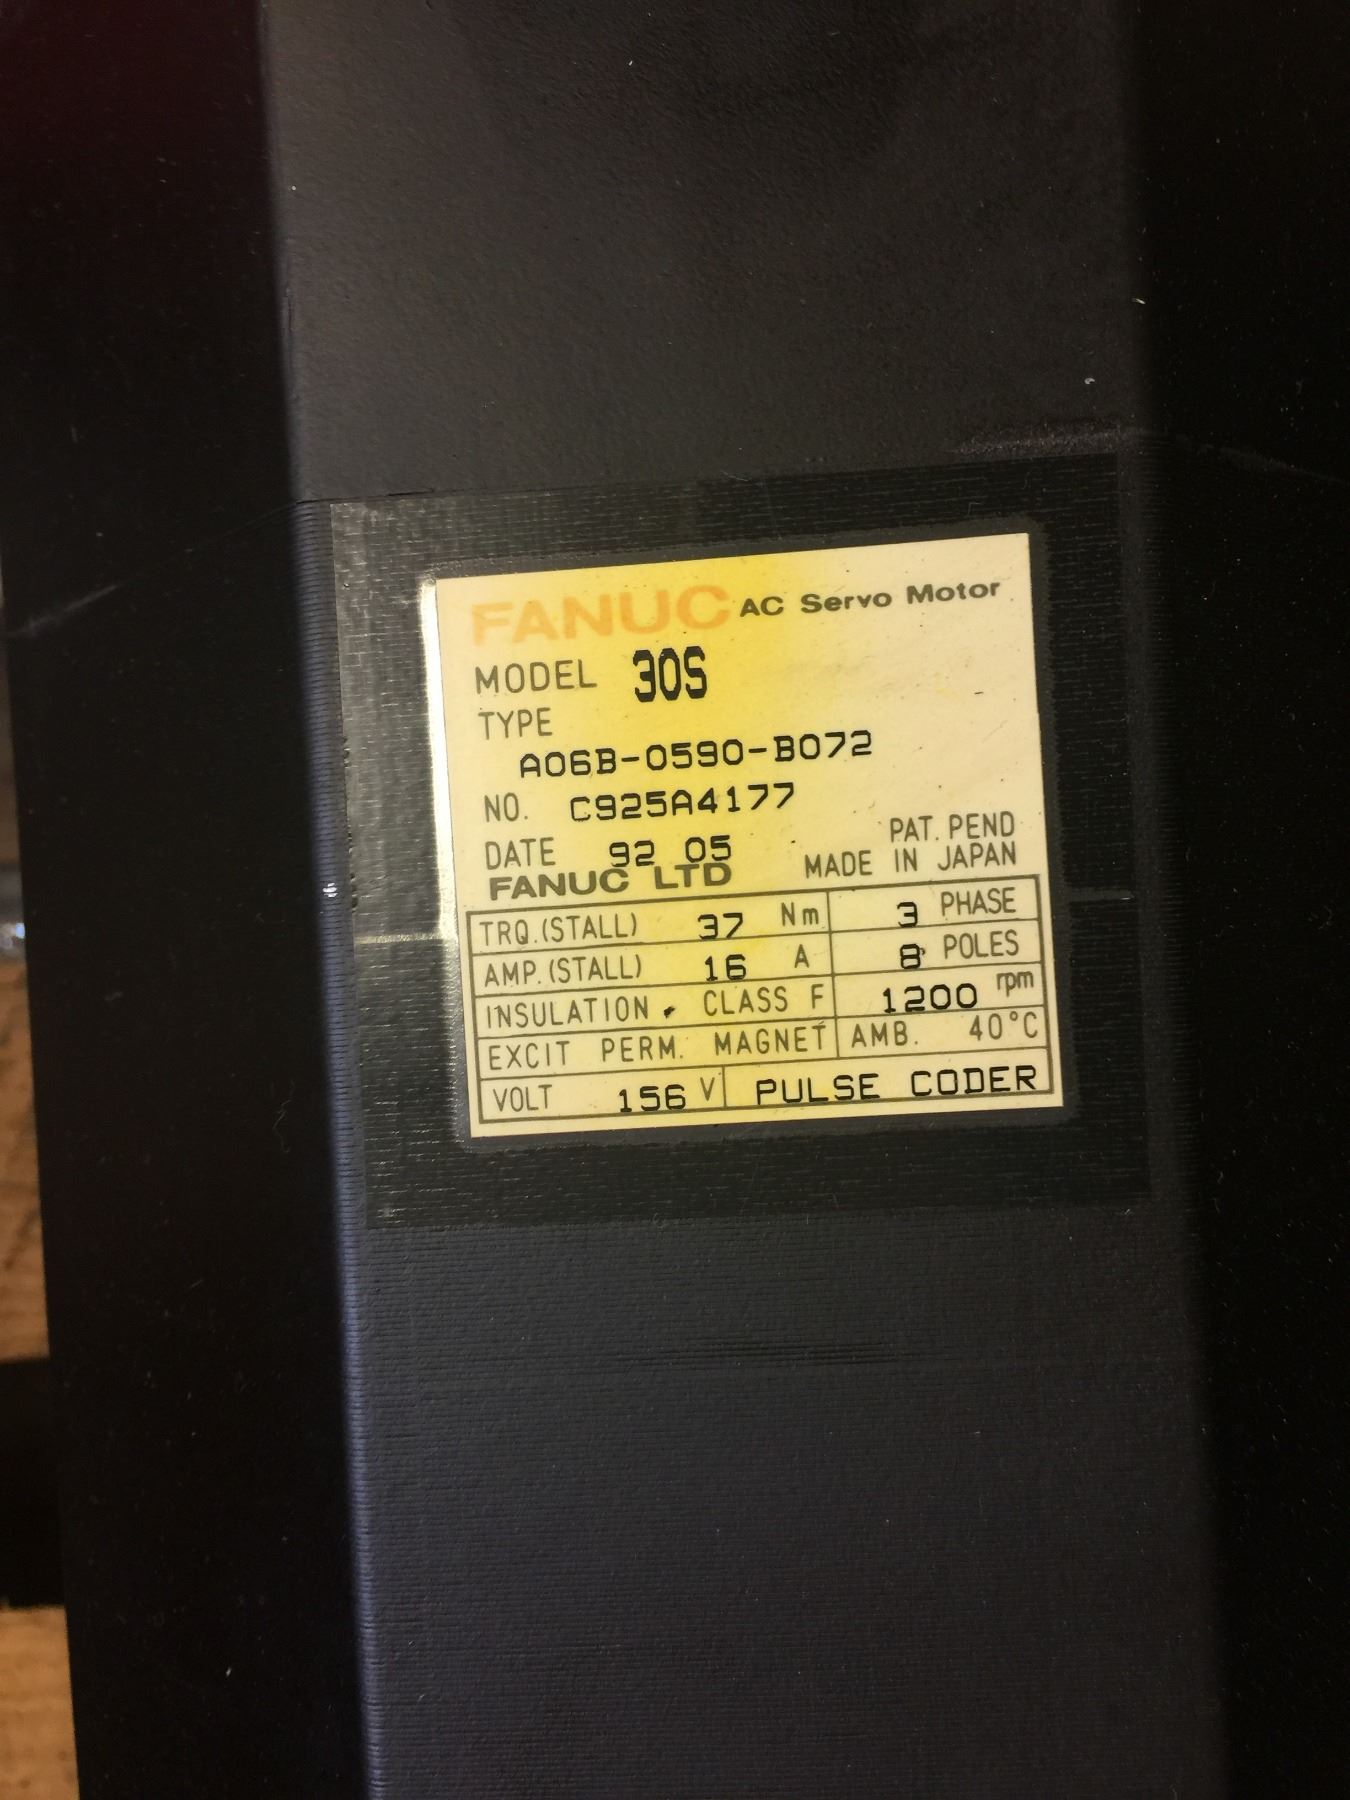 FANUC AC Servo Motor
MODEL 30S
TYPE
A06B-0590-B072
NO. C925A4177
DATE 92 05 PAT. PEND
FANUC LTD MADE IN JAPAN
TRQ.(STALL) 37 Nm 3 PHASE
AMP.(STALL) 16 A 8 POLES
INSULATION CLASS F 1200 rpm
EXCIT PERM. MAGNET AMB. 40°C
VOLT 156 V PULSE CODER